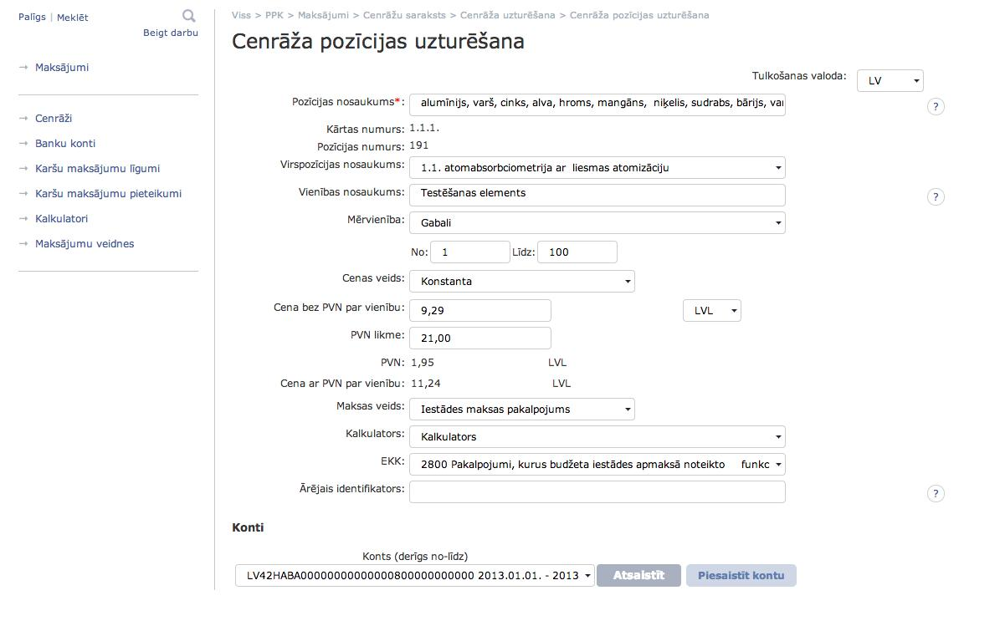 Palīgs | Meklēt
Beigt darbu
→ Maksājumi
→ Cenrāži
→ Banku konti
→ Karšu maksājumu līgumi
→ Karšu maksājumu pieteikumi
→ Kalkulatori
→ Maksājumu veidnes
Viss > PPK > Maksājumi > Cenrāžu saraksts > Cenrāža uzturēšana > Cenrāža pozīcijas uzturēšana
Cenrāža pozīcijas uzturēšana
Tulkošanas valoda: LV
Pozīcijas nosaukums*: alumīnijs, varš, cinks, alva, hroms, mangāns, niķelis, sudrabs, bārijs, va
?
Kārtas numurs: 1.1.1.
Pozīcijas numurs: 191
Virspozīcijas nosaukums: 1.1. atomabsorbciometrija ar liesmas atomizāciju
Vienības nosaukums: Testēšanas elements
?
Mērvienība: Gabali
No: 1 Līdz: 100
Cenas veids: Konstanta
Cena bez PVN par vienību: 9,29 LVL
PVN likme: 21,00
PVN: 1,95 LVL
Cena ar PVN par vienību: 11,24 LVL
Maksas veids: Iestādes maksas pakalpojums
Kalkulators: Kalkulators
EKK: 2800 Pakalpojumi, kurus budžeta iestādes apmaksā noteikto funkc
Ārējais identifikators:
?
Konti
Konts (derīgs no-līdz)
LV42HABA00000000000000800000000000 2013.01.01. - 2013 Atsaistīt Piesaistīt kontu